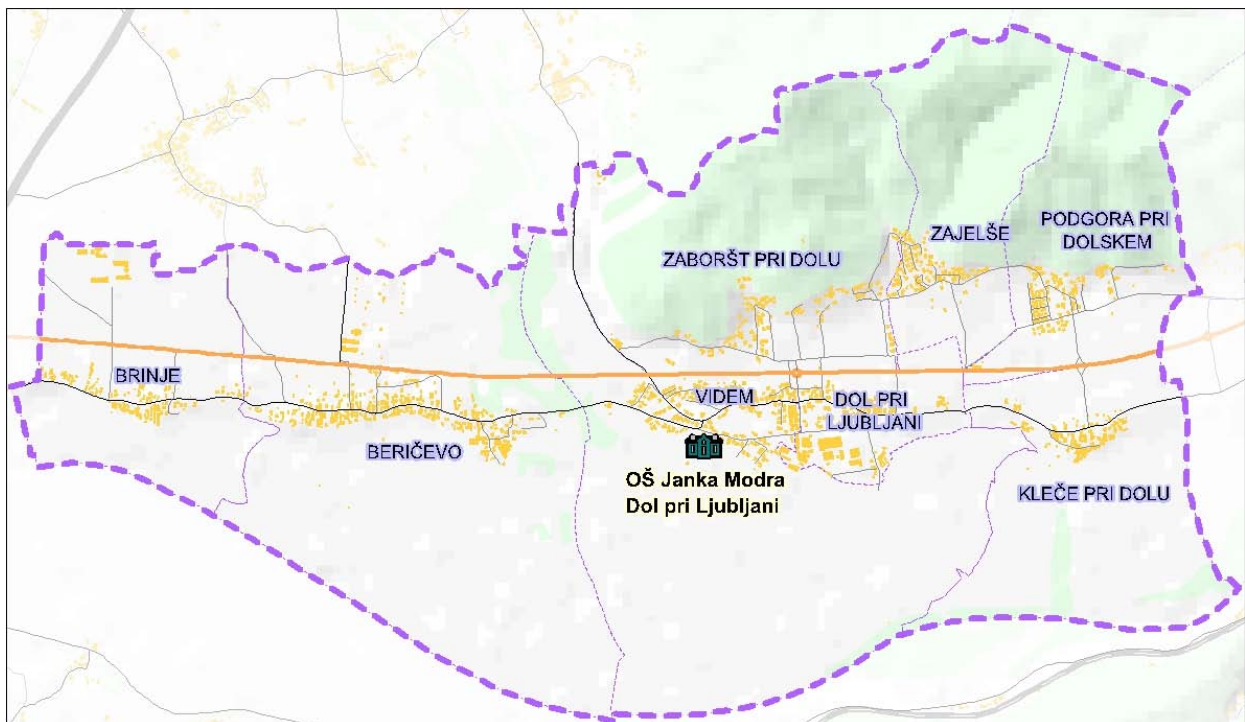 ZAJELŠE
PODGORA PRI
DOLSKEM
ZABORŠT PRI DOLU
BRINJE
VIDEM
DOL PRI
LJUBLJANI
BERIČEVO
OŠ Janka Modra
Dol pri Ljubljani
KLEČE PRI DOLU